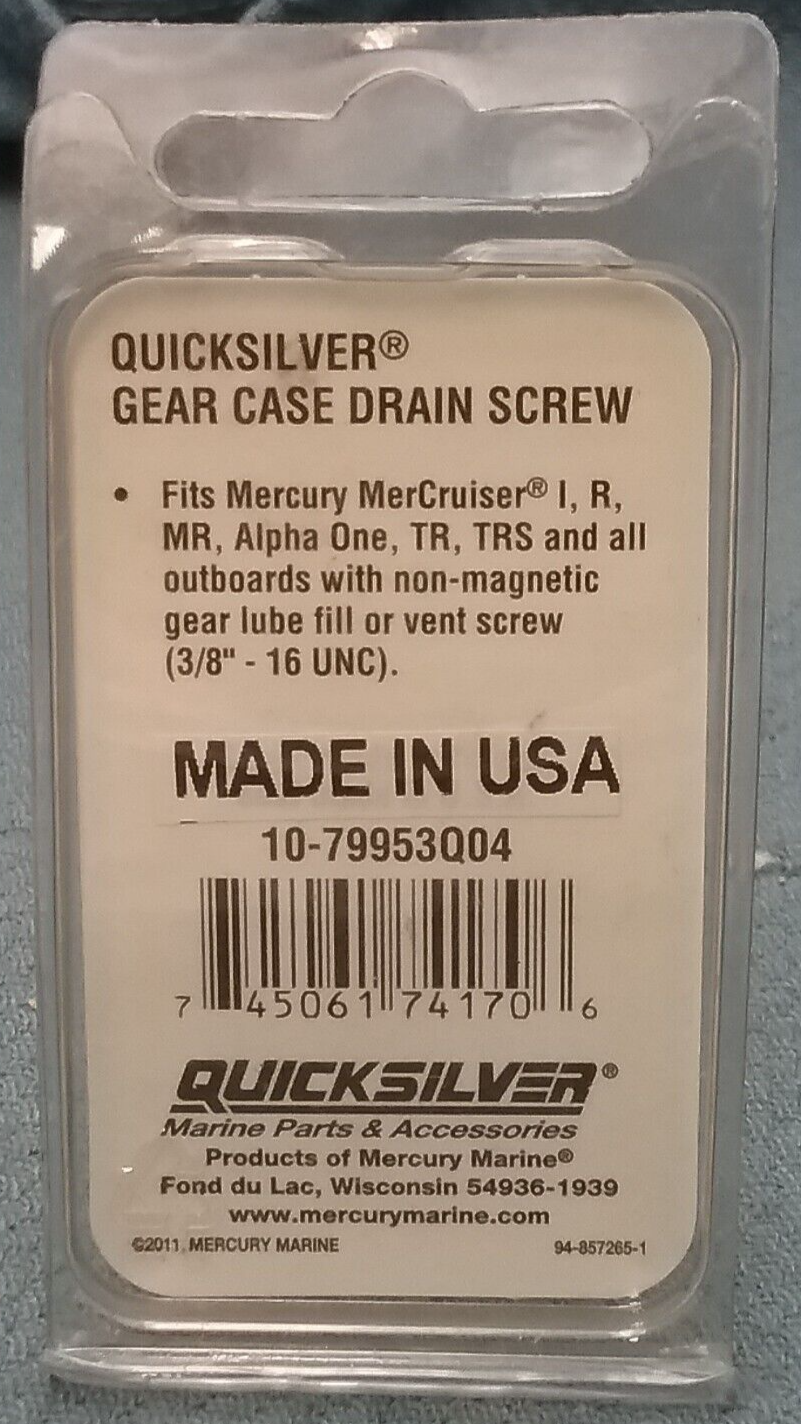 QUICKSILVER®
GEAR CASE DRAIN SCREW
• Fits Mercury MerCruiser® I, R,
MR, Alpha One, TR, TRS and all
outboards with non-magnetic
gear lube fill or vent screw
(3/8" - 16 UNC).
MADE IN USA
10-79953Q04
7 45061 74170 6
QUICKSILVER®
Marine Parts & Accessories
Products of Mercury Marine®
Fond du Lac, Wisconsin 54936-1939
www.mercurymarine.com
©2011, MERCURY MARINE 94-857265-1